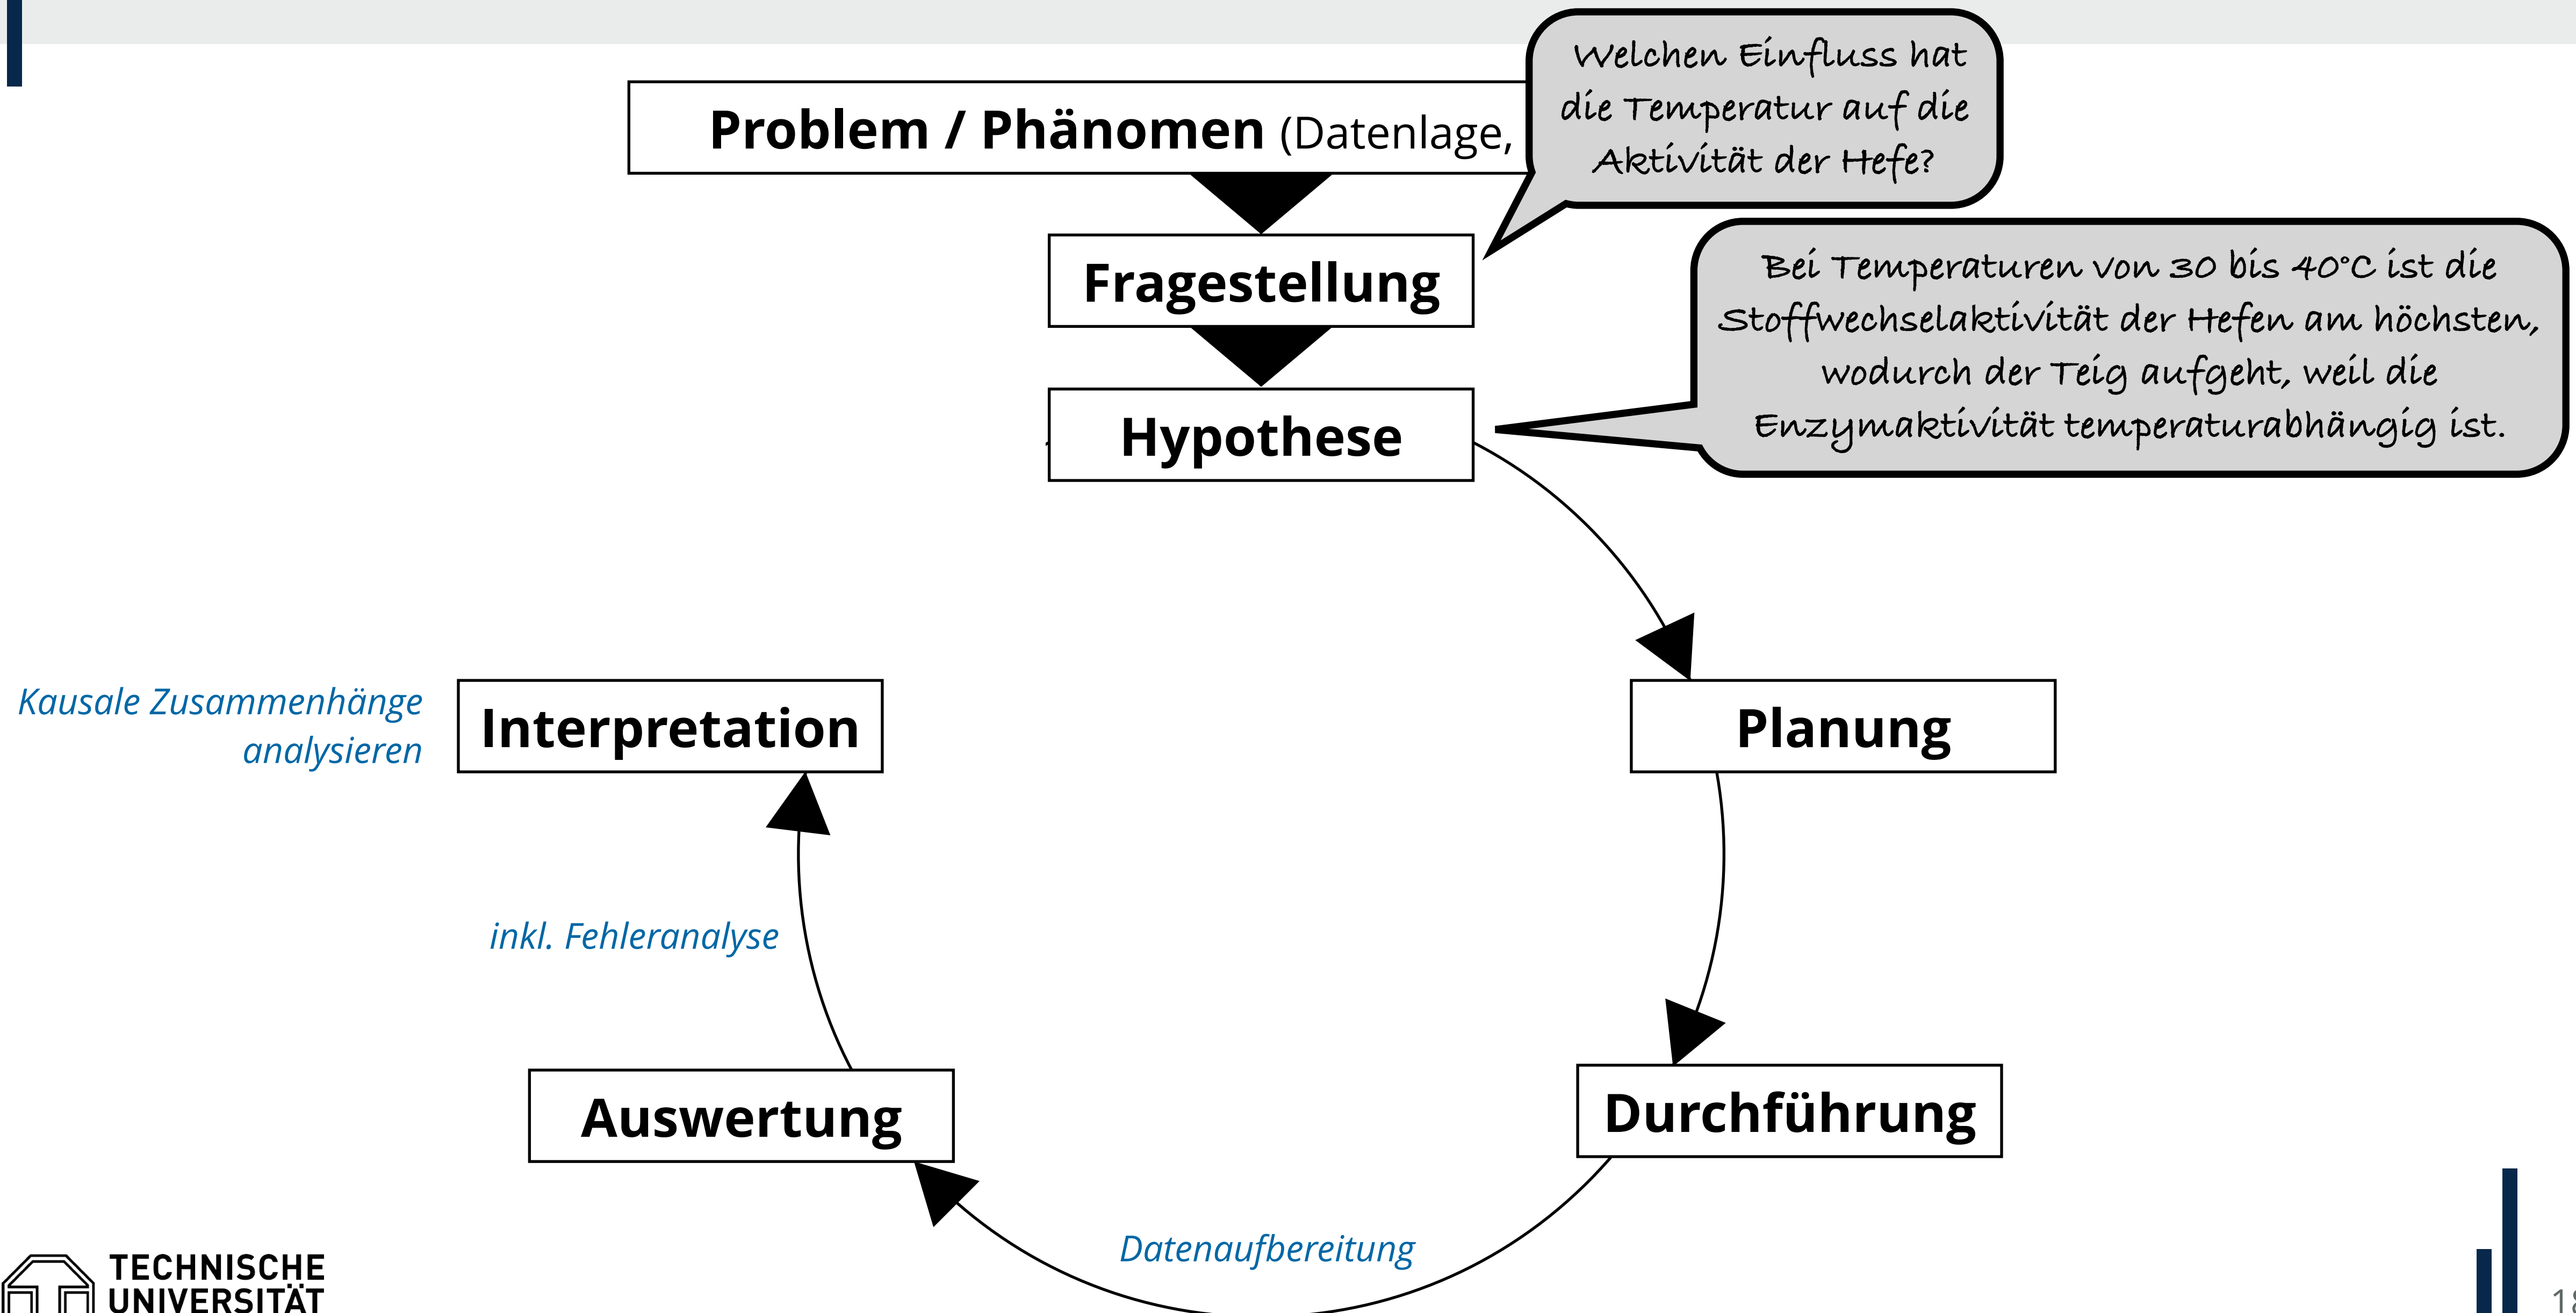 Welchen Einfluss hat
die Temperatur auf die
Aktivität der Hefe?
Problem / Phänomen (Datenlage,
Fragestellung
Bei Temperaturen von 30 bis 40°C ist die
Stoffwechselaktivität der Hefen am höchsten,
wodurch der Teig aufgeht, weil die
Enzymaktivität temperaturabhängig ist.
Hypothese
Kausale Zusammenhänge
analysieren
Interpretation
Planung
inkl. Fehleranalyse
Auswertung
Durchführung
Datenaufbereitung
TECHNISCHE
UNIVERSITÄT